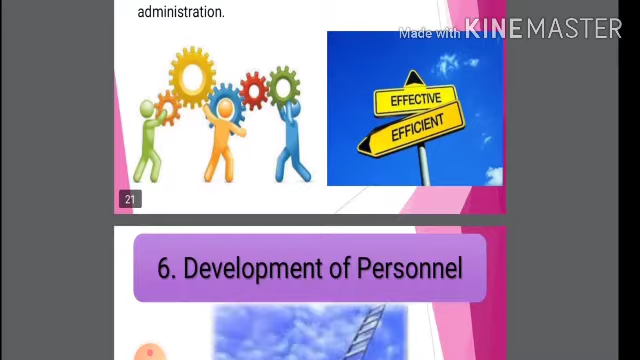 administration.
Made with KINEMASTER
EFFECTIVE
EFFICIENT
21
6. Development of Personnel